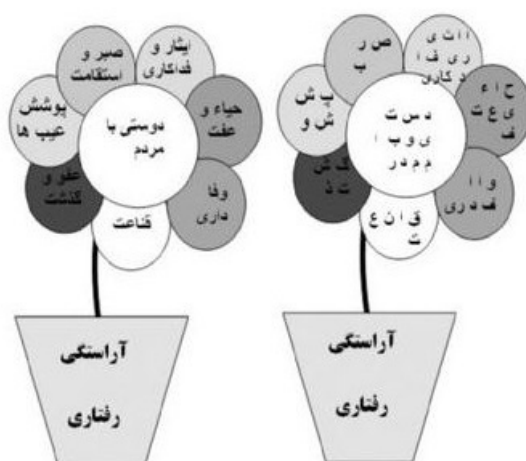 ایثار و
فداکاری
صبر و
استقامت
پوشش
عیب ها
حیاء و
عفت
دوستی با
مردم
عفو و
گذشت
وفا
داری
قناعت
آراستگی
رفتاری
ا ا ث ی
ر ی ف ا
د کاری
ص ر
ب
پ ش
ش و
ح ا ء
ی ع ت
ف
د س ت
ی و ب ا
م م د ر
گ ش
ت ذ
و ا ا
ف د ر ی
ق ا ن ع
ت
آراستگی
رفتاری